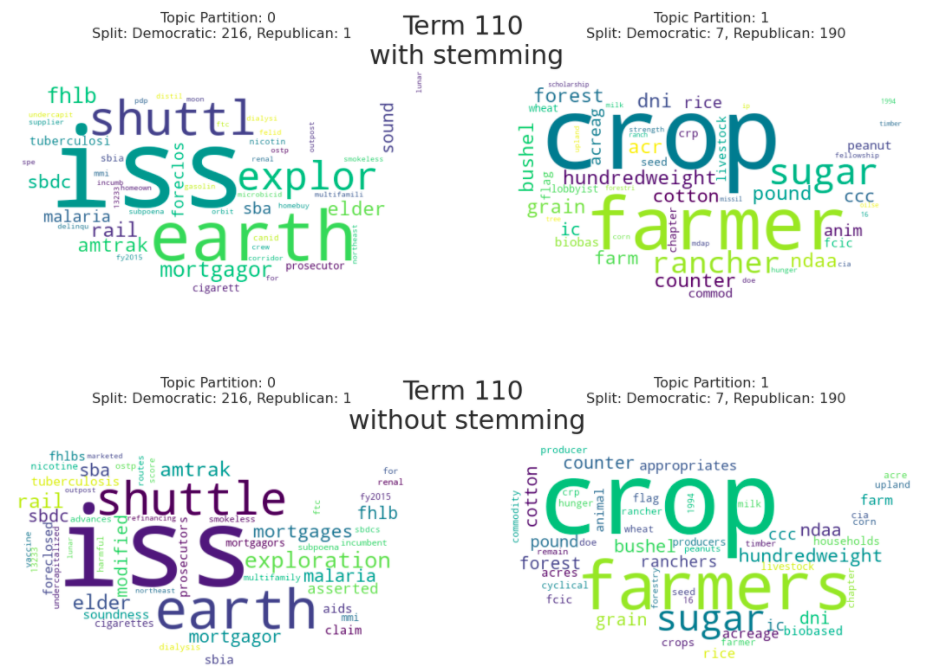 Topic Partition: 0
Split: Democratic: 216, Republican: 1
Term 110
with stemming
Topic Partition: 1
Split: Democratic: 7, Republican: 190
lunar
fhlb
pdp
distil
moon
undercapit
supplier
shuttl
dialysi
ftc
felid
nicotin
outpost
sound
tuberculosi
ostp
spe
sbia
renal
smokeless
mmi
iss
foreclos
explor
sbdc
incumb
homeown
gasolin
microbicid
multifamili
13233
subpoena
orbit
homebuy
malaria
sba
elder
delinqu
rail
earth
canid
crew
northeast
amtrak
fy2015
corridor
mortgagor
for
prosecutor
cigarett
scholarship
forest
dni
rice
sp
1994
wheat
milk
crop
timber
bushel
acreag
upland
strength
ranch
crp
livestock
peanut
acr
seed
fellowship
flag
lobbyist
forestri
hundredweight
sugar
cotton
missil
pound
ccc
grain
tree
16
ic
corn
farmer
chapter
anim
biobas
mdap
fcic
farm
rancher
hunger
ndaa
cia
counter
doe
commod
Topic Partition: 0
Split: Democratic: 216, Republican: 1
Term 110
without stemming
Topic Partition: 1
Split: Democratic: 7, Republican: 190
fhlbs
marketed
nicotine
sba
ostp
routes
score
amtrak
for
renal
tuberculosis
outpost
shuttle
fy2015
rail
sbdc
advances
refinancing
smokeless
ftc
fhlb
vaccine
13233
foreclosed
undercapitalized
lunar
harmful
modified
iss
prosecutors
mortgages
mortgagors
subpoena
sbdcs
incumbent
exploration
multifamily
malaria
northeast
asserted
elder
earth
soundness
cigarettes
aids
mmi
claim
mortgagor
dialysis
sbia
producer
counter
appropriates
acre
upland
commodity
cotton
crop
crp
hunger
animal
flag
rancher
1994
milk
farm
cia
corn
wheat
ccc
ndaa
pound
doe
bushel
producers
peanuts
households
remain
forest
ranchers
hundredweight
acres
livestock
cyclical
forestry
seed
farmers
chapter
fcic
16
grain
sugar
ic
dni
biobased
crops
acreage
farmer
rice
timber